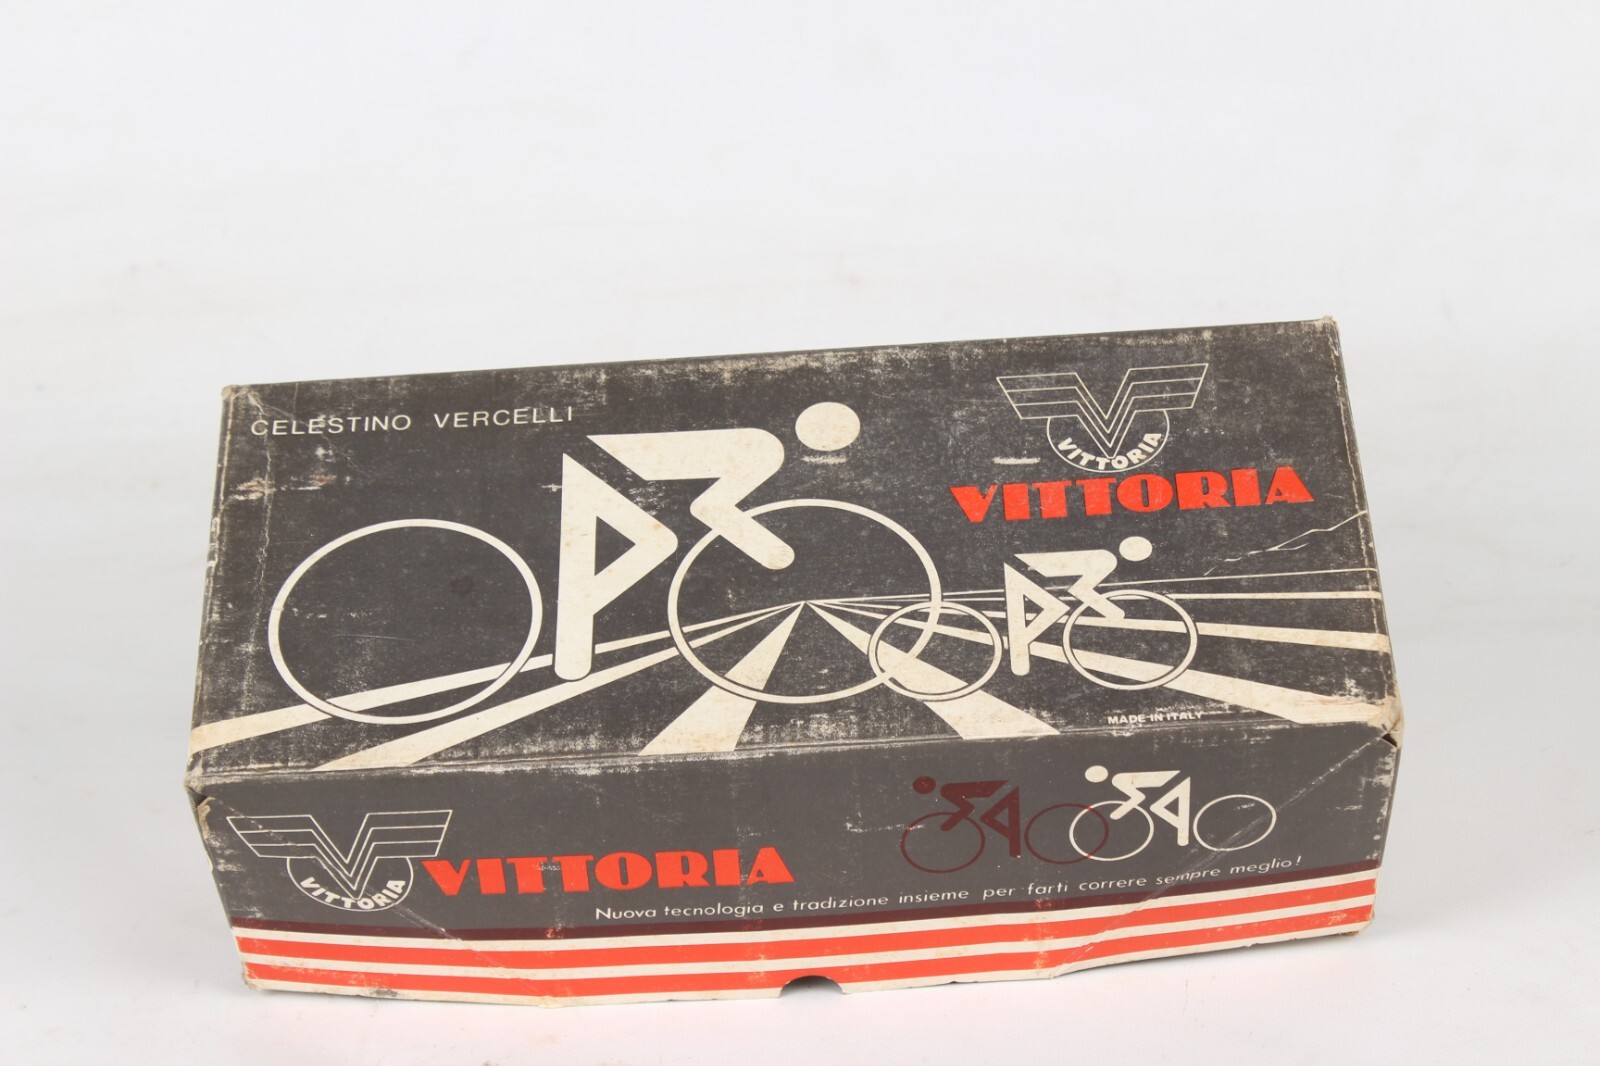 CELESTINO VERCELLI
VITTORIA
VITTORIA
MADE IN ITALY
VITTORIA
VITTORIA
Nuova tecnologia e tradizione insieme per farti correre sempre meglio!